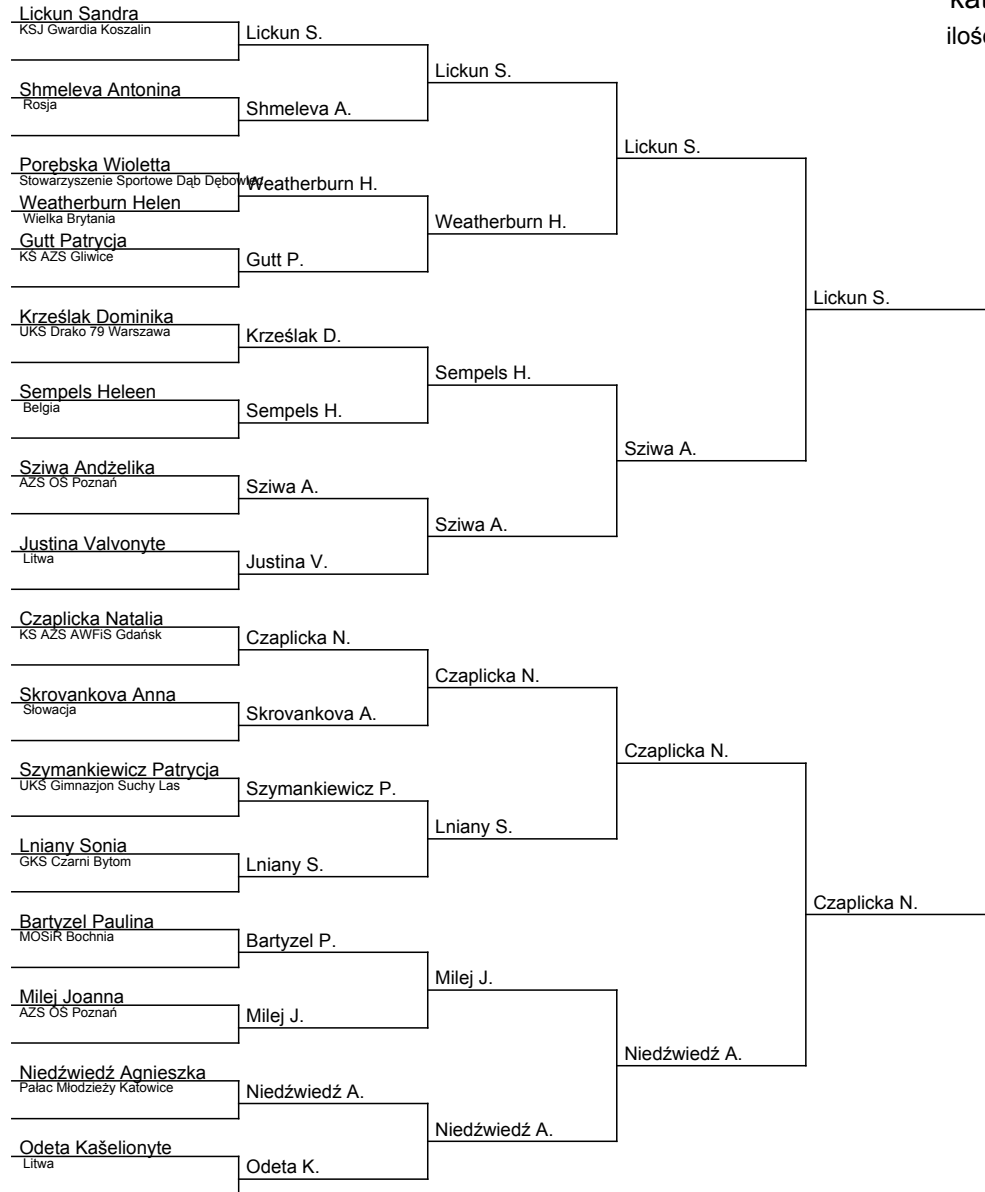 kat
ilość
Lickun Sandra
KSJ Gwardia Koszalin
Shmeleva Antonina
Rosja
Porębska Wioletta
Stowarzyszenie Sportowe Dąb Dębowiec
Weatherburn Helen
Wielka Brytania
Gutt Patrycja
KŚ AZS Gliwice
Krześlak Dominika
UKS Drako 79 Warszawa
Sempels Heleen
Belgia
Sziwa Andżelika
AZS OŚ Poznań
Justina Valvonyte
Litwa
Czaplicka Natalia
KS AZS AWFiS Gdańsk
Skrovankova Anna
Słowacja
Szymankiewicz Patrycja
UKS Gimnazjon Suchy Las
Lniany Sonia
GKS Czarni Bytom
Bartyzel Paulina
MOSiR Bochnia
Milej Joanna
AZS OŚ Poznań
Niedźwiedź Agnieszka
Pałac Młodzieży Katowice
Odeta Kašelionyte
Litwa
Lickun S.
Shmeleva A.
Weatherburn H.
Gutt P.
Krześlak D.
Sempels H.
Sziwa A.
Justina V.
Czaplicka N.
Skrovankova A.
Szymankiewicz P.
Lniany S.
Bartyzel P.
Milej J.
Niedźwiedź A.
Odeta K.
Lickun S.
Weatherburn H.
Sempels H.
Sziwa A.
Czaplicka N.
Lniany S.
Milej J.
Niedźwiedź A.
Lickun S.
Sziwa A.
Czaplicka N.
Niedźwiedź A.
Lickun S.
Czaplicka N.